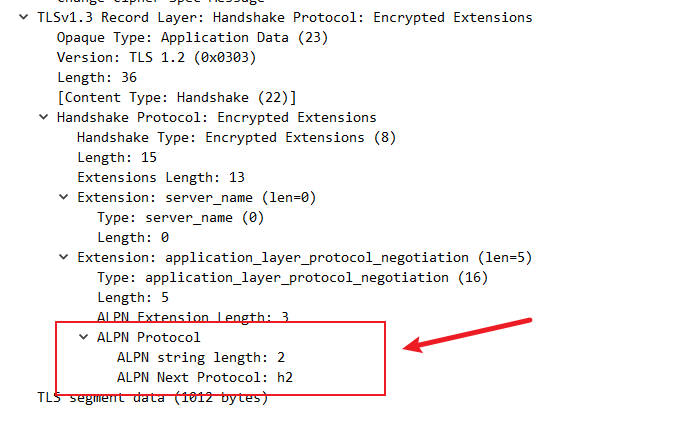 TLSv1.3 Record Layer: Handshake Protocol: Encrypted Extensions
Opaque Type: Application Data (23)
Version: TLS 1.2 (0x0303)
Length: 36
[Content Type: Handshake (22)]
Handshake Protocol: Encrypted Extensions
Handshake Type: Encrypted Extensions (8)
Length: 15
Extensions Length: 13
Extension: server_name (len=0)
Type: server_name (0)
Length: 0
Extension: application_layer_protocol_negotiation (len=5)
Type: application_layer_protocol_negotiation (16)
Length: 5
ALPN Extension Length: 3
ALPN Protocol
ALPN string length: 2
ALPN Next Protocol: h2
TLS segment data (1012 bytes)